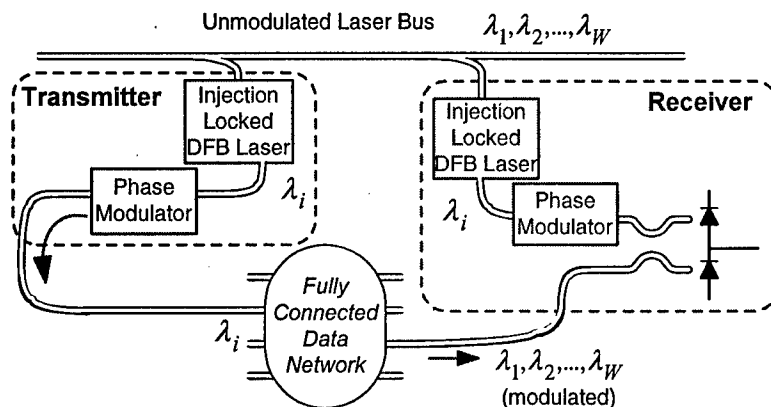 Unmodulated Laser Bus
λ1, λ2,...,λW
Transmitter
Injection
Locked
DFB Laser
Phase
Modulator
λi
Receiver
Injection
Locked
DFB Laser
λi
Phase
Modulator
Fully
Connected
Data
Network
λi
λ1, λ2,...,λW
(modulated)